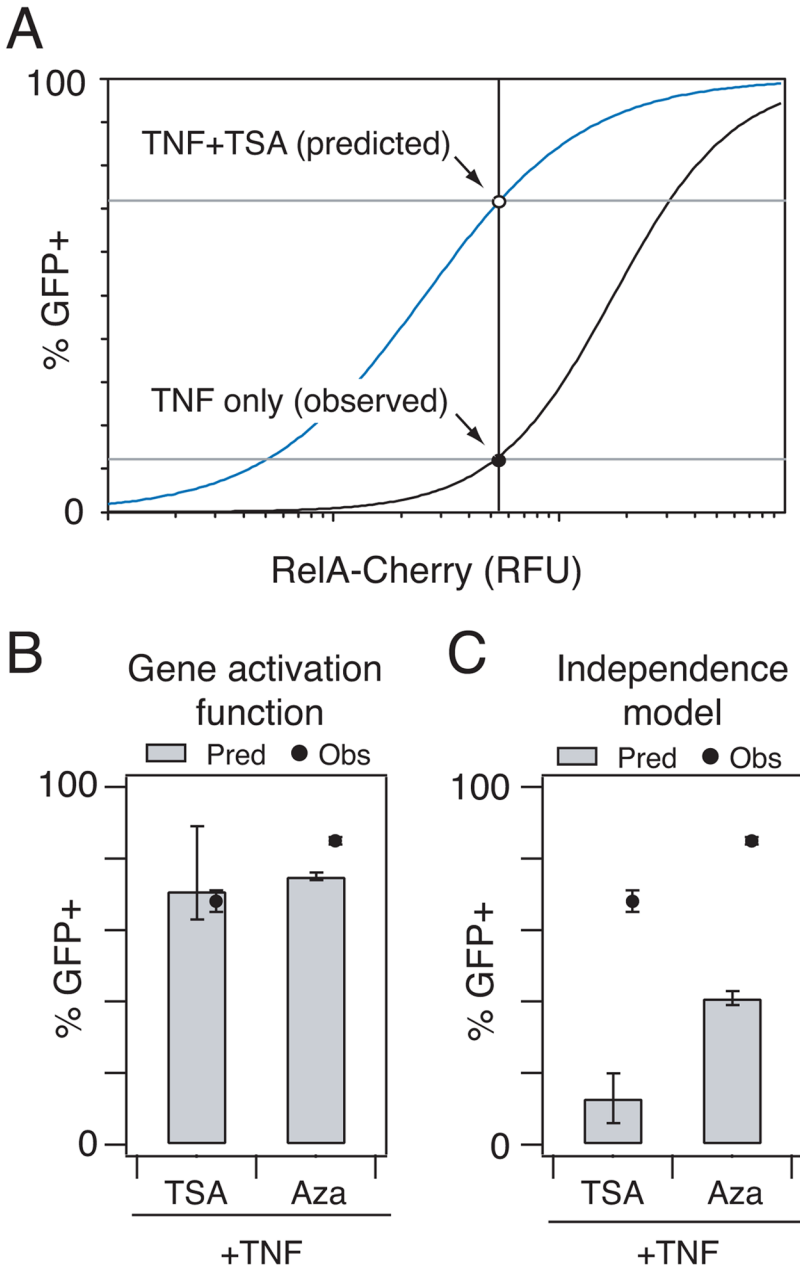 A
100
TNF+TSA (predicted)
% GFP+
TNF only (observed)
0
RelA-Cherry (RFU)
B
Gene activation
function
Pred Obs
100
% GFP+
0
TSA Aza
+TNF
C
Independence
model
Pred Obs
100
% GFP+
0
TSA Aza
+TNF